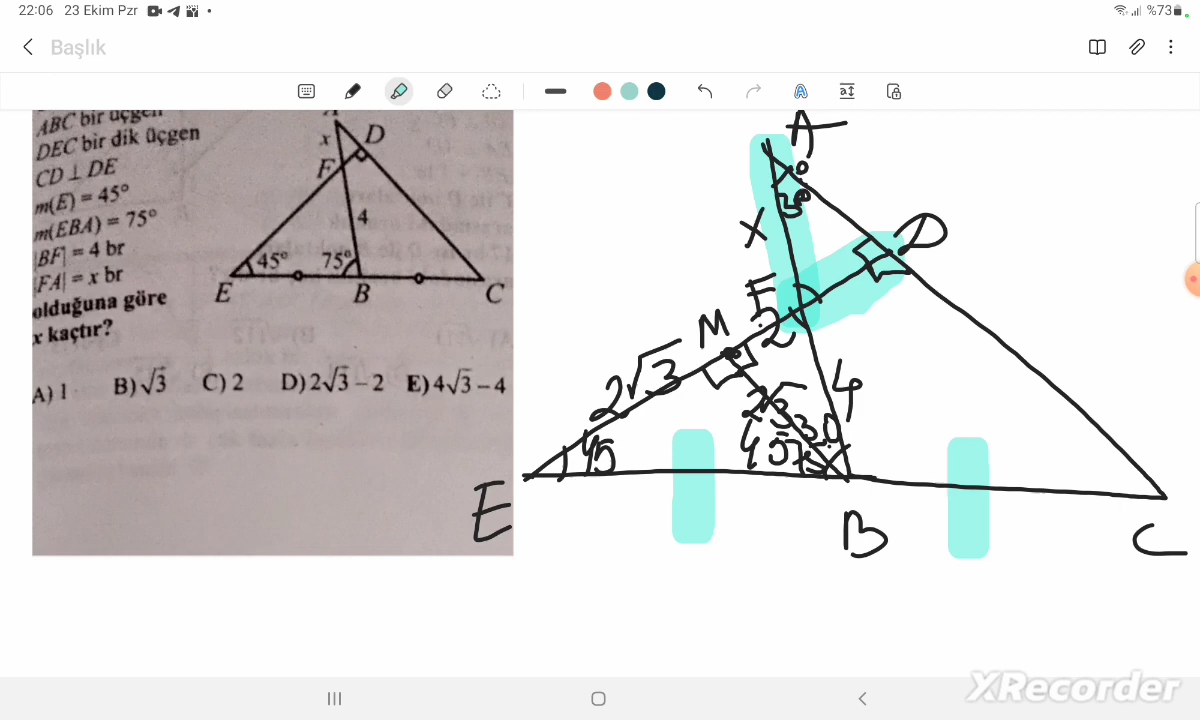 22:06 23 Ekim Pzr
%73
Başlık
ABC bir üçgen
DEC bir dik üçgen
CD ⊥ DE
m(E) = 45°
m(EBA) = 75°
|BF| = 4 br
|FA| = x br
olduğuna göre
x kaçtır?
A) 1 B) √3 C) 2 D) 2√3 − 2 E) 4√3 − 4
A
x D
F
4
45° 75°
E B C
A
30
x D
F
M 2
2√3 4
2√3 30
45 45
E B C
XRecorder